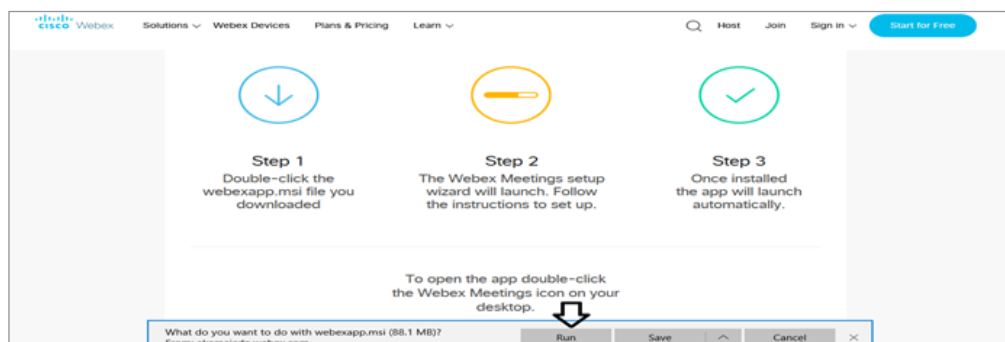 CISCO Webex Solutions Webex Devices Plans & Pricing Learn Host Join Sign in Start for Free
Step 1
Double-click the
webexapp.msi file you
downloaded
Step 2
The Webex Meetings setup
wizard will launch. Follow
the instructions to set up.
Step 3
Once installed
the app will launch
automatically.
To open the app double-click
the Webex Meetings icon on your
desktop.
What do you want to do with webexapp.msi (88.1 MB)?
Run Save Cancel
From: